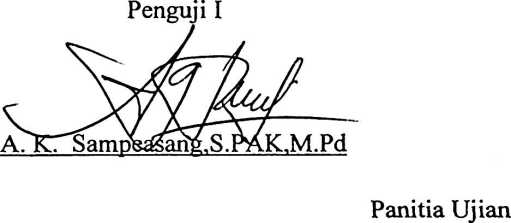 Penguji I
A. K. Sampeasang,S.PAK,M.Pd
Panitia Ujian